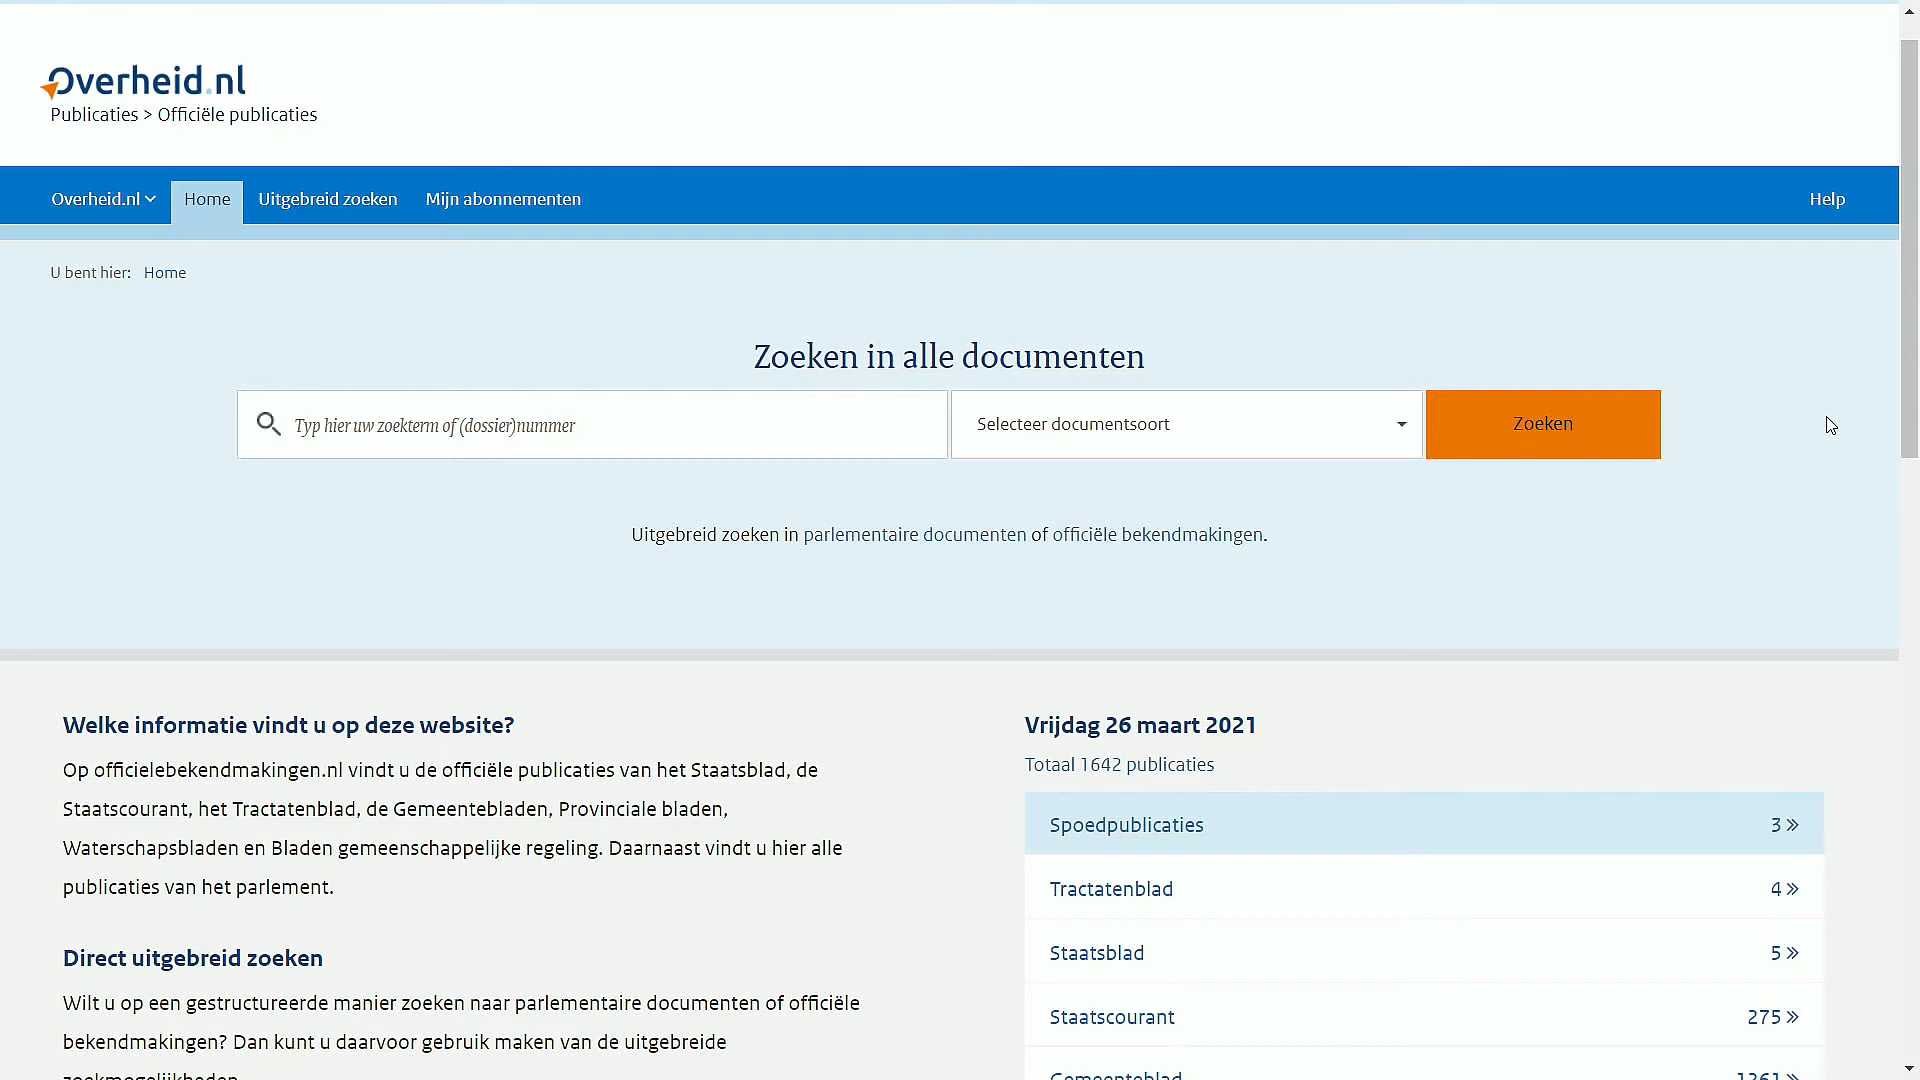 Overheid.nl
Publicaties > Officiële publicaties
Overheid.nl Home Uitgebreid zoeken Mijn abonnementen Help
U bent hier: Home
Zoeken in alle documenten
Typ hier uw zoekterm of (dossier)nummer Selecteer documentsoort Zoeken
Uitgebreid zoeken in parlementaire documenten of officiële bekendmakingen.
Welke informatie vindt u op deze website?
Op officielebekendmakingen.nl vindt u de officiële publicaties van het Staatsblad, de
Staatscourant, het Tractatenblad, de Gemeentebladen, Provinciale bladen,
Waterschapsbladen en Bladen gemeenschappelijke regeling. Daarnaast vindt u hier alle
publicaties van het parlement.
Direct uitgebreid zoeken
Wilt u op een gestructureerde manier zoeken naar parlementaire documenten of officiële
bekendmakingen? Dan kunt u daarvoor gebruik maken van de uitgebreide
zoekmogelijkheden
Vrijdag 26 maart 2021
Totaal 1642 publicaties
Spoedpublicaties 3 »
Tractatenblad 4 »
Staatsblad 5 »
Staatscourant 275 »
Gemeenteblad 1261 »